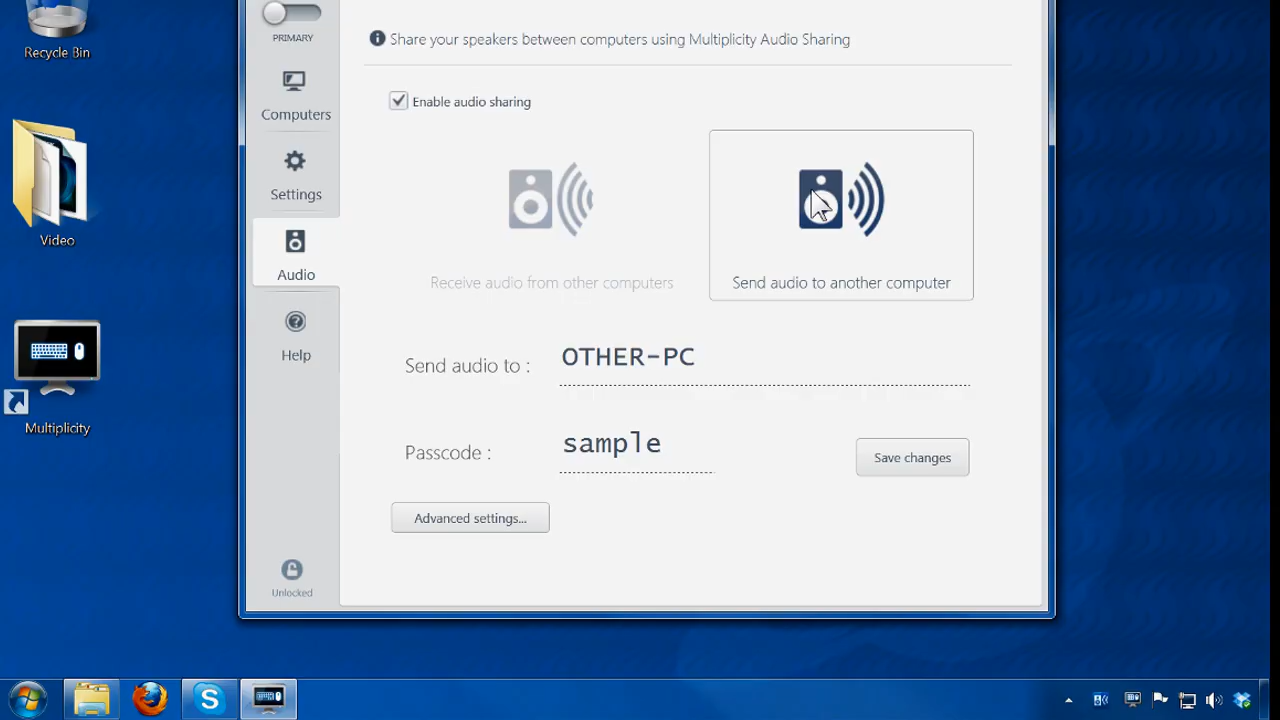 Recycle Bin
Video
Multiplicity
PRIMARY
Computers
Settings
Audio
Help
Unlocked
Share your speakers between computers using Multiplicity Audio Sharing
Enable audio sharing
Receive audio from other computers
Send audio to another computer
Send audio to : OTHER-PC
Passcode : sample
Save changes
Advanced settings...